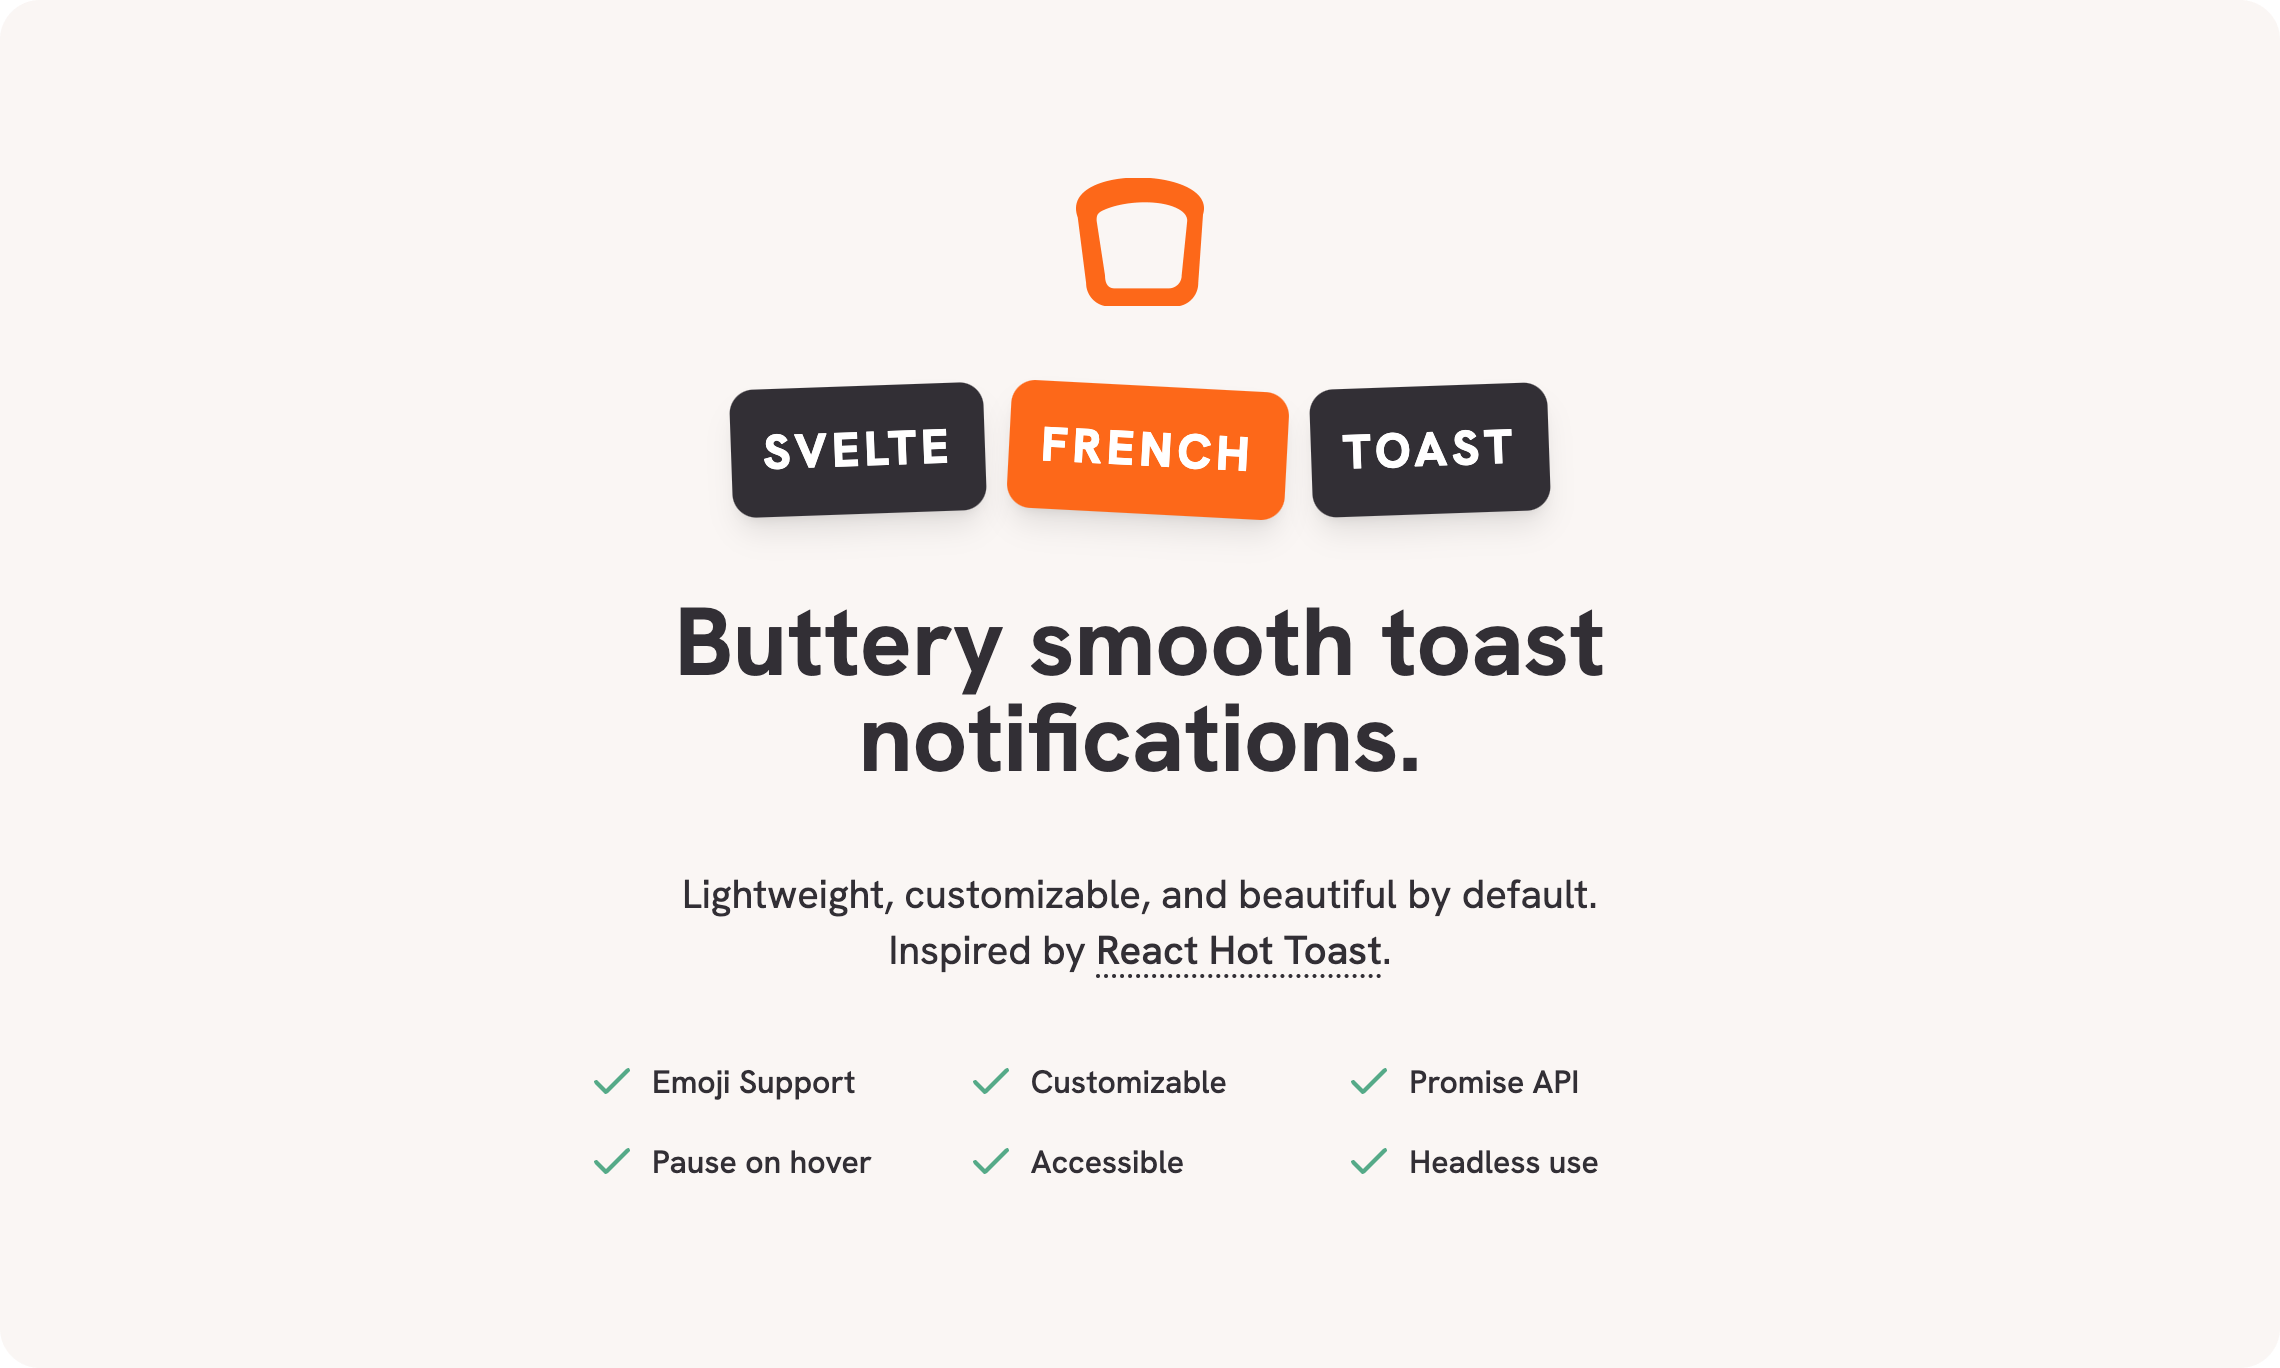 SVELTE FRENCH TOAST
Buttery smooth toast
notifications.
Lightweight, customizable, and beautiful by default.
Inspired by React Hot Toast.
Emoji Support Customizable Promise API
Pause on hover Accessible Headless use